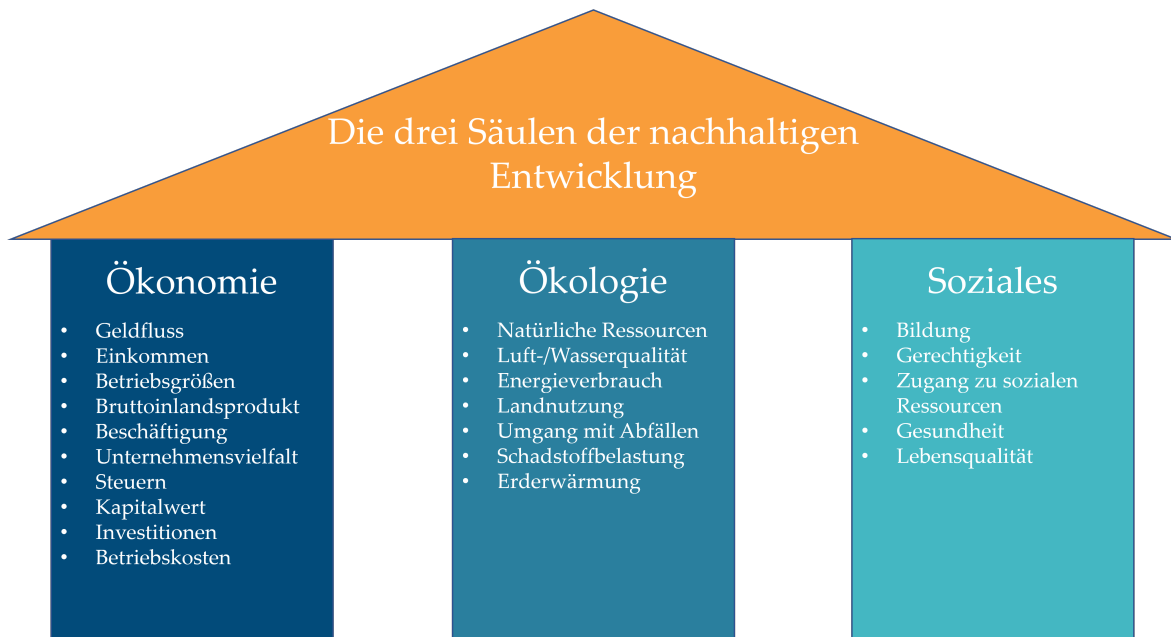 Die drei Säulen der nachhaltigen
Entwicklung
Ökonomie
• Geldfluss
• Einkommen
• Betriebsgrößen
• Bruttoinlandsprodukt
• Beschäftigung
• Unternehmensvielfalt
• Steuern
• Kapitalwert
• Investitionen
• Betriebskosten
Ökologie
• Natürliche Ressourcen
• Luft-/Wasserqualität
• Energieverbrauch
• Landnutzung
• Umgang mit Abfällen
• Schadstoffbelastung
• Erderwärmung
Soziales
• Bildung
• Gerechtigkeit
• Zugang zu sozialen
Ressourcen
• Gesundheit
• Lebensqualität